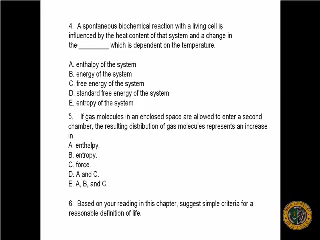 4. A spontaneous biochemical reaction with a living cell is
influenced by the heat content of that system and a change in
the ________ which is dependent on the temperature.
A. enthalpy of the system
B. energy of the system
C. free energy of the system
D. standard free energy of the system
E. entropy of the system
5. If gas molecules in an enclosed space are allowed to enter a second
chamber, the resulting distribution of gas molecules represents an increase
in
A. enthalpy.
B. entropy.
C. force.
D. A and C.
E. A, B, and C
6. Based on your reading in this chapter, suggest simple criteria for a
reasonable definition of life.